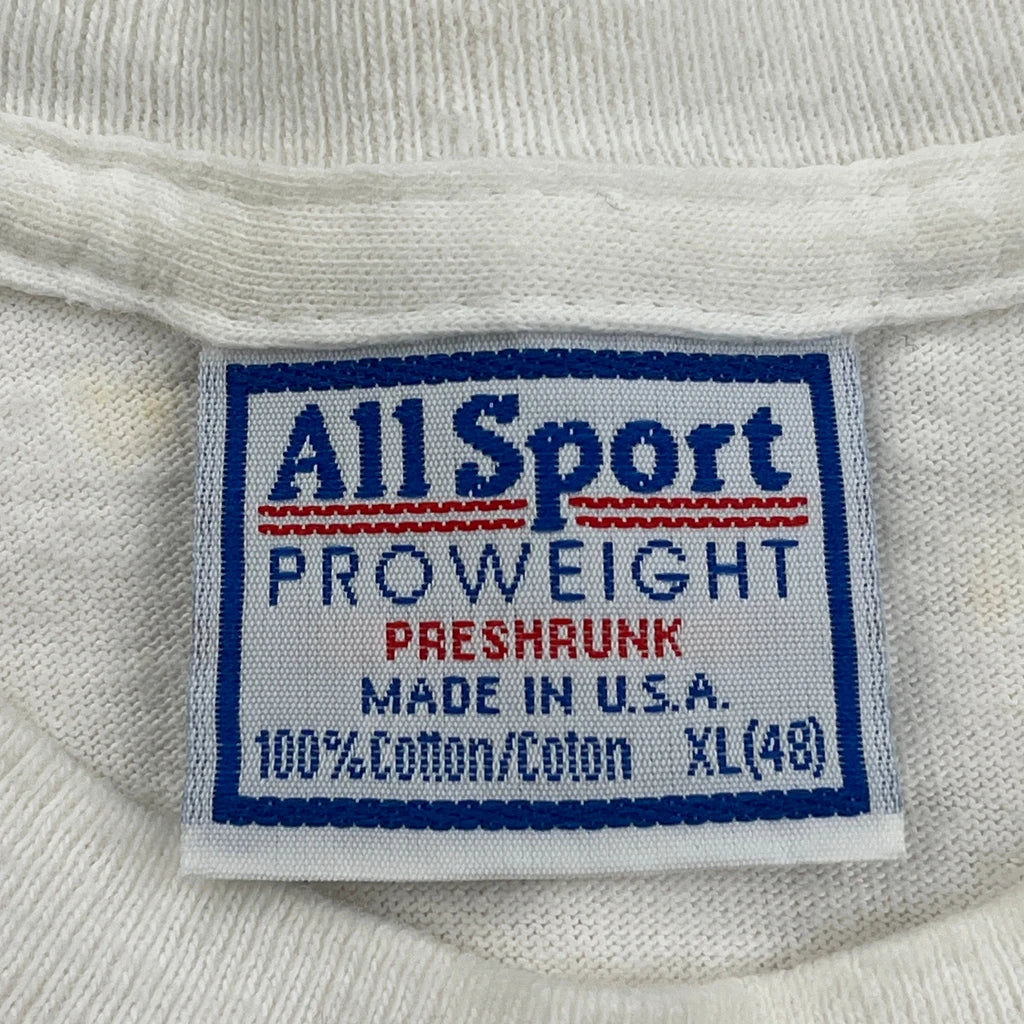 All Sport
PROWEIGHT
PRESHRUNK
MADE IN U.S.A.
100% Cotton/Coton XL(48)